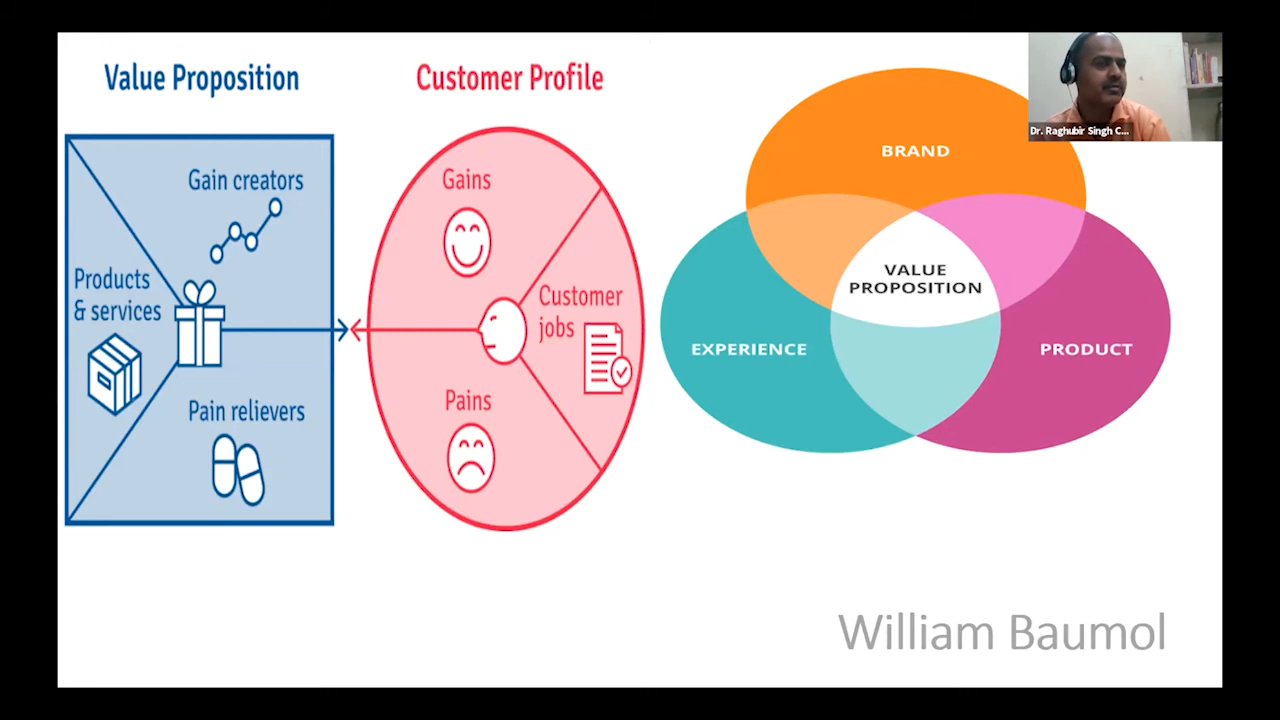 Value Proposition
Customer Profile
Gain creators
Products
& services
Pain relievers
Gains
Customer
jobs
Pains
BRAND
VALUE
PROPOSITION
EXPERIENCE
PRODUCT
Dr. Raghubir Singh C...
William Baumol